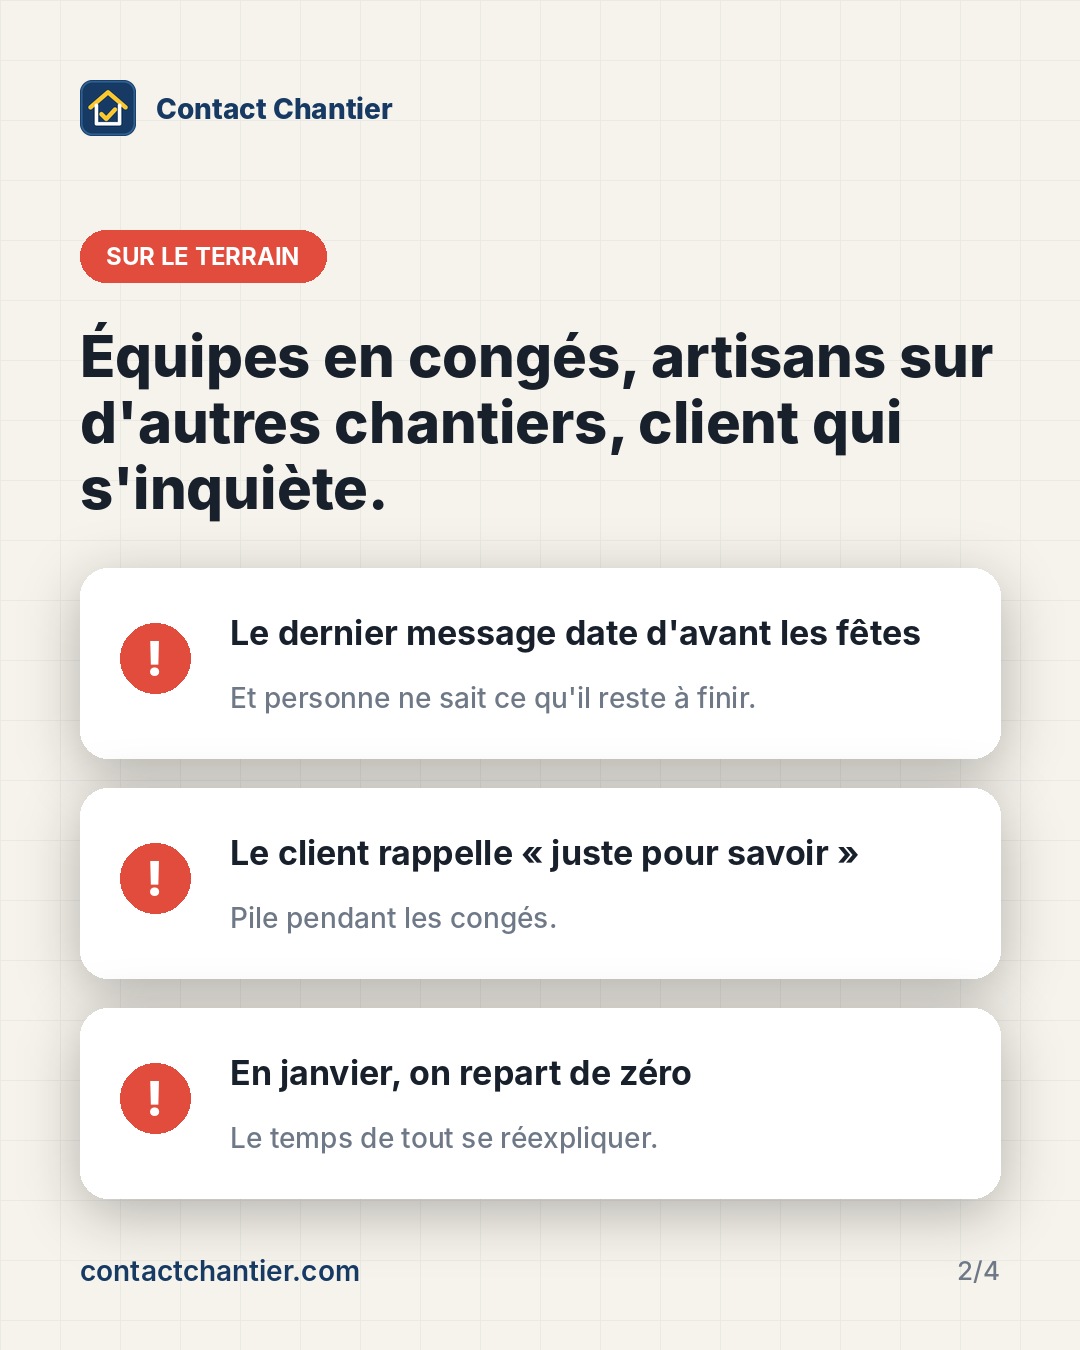 Contact Chantier
SUR LE TERRAIN
Équipes en congés, artisans sur
d'autres chantiers, client qui
s'inquiète.
!
Le dernier message date d'avant les fêtes
Et personne ne sait ce qu'il reste à finir.
!
Le client rappelle « juste pour savoir »
Pile pendant les congés.
!
En janvier, on repart de zéro
Le temps de tout se réexpliquer.
contactchantier.com
2/4